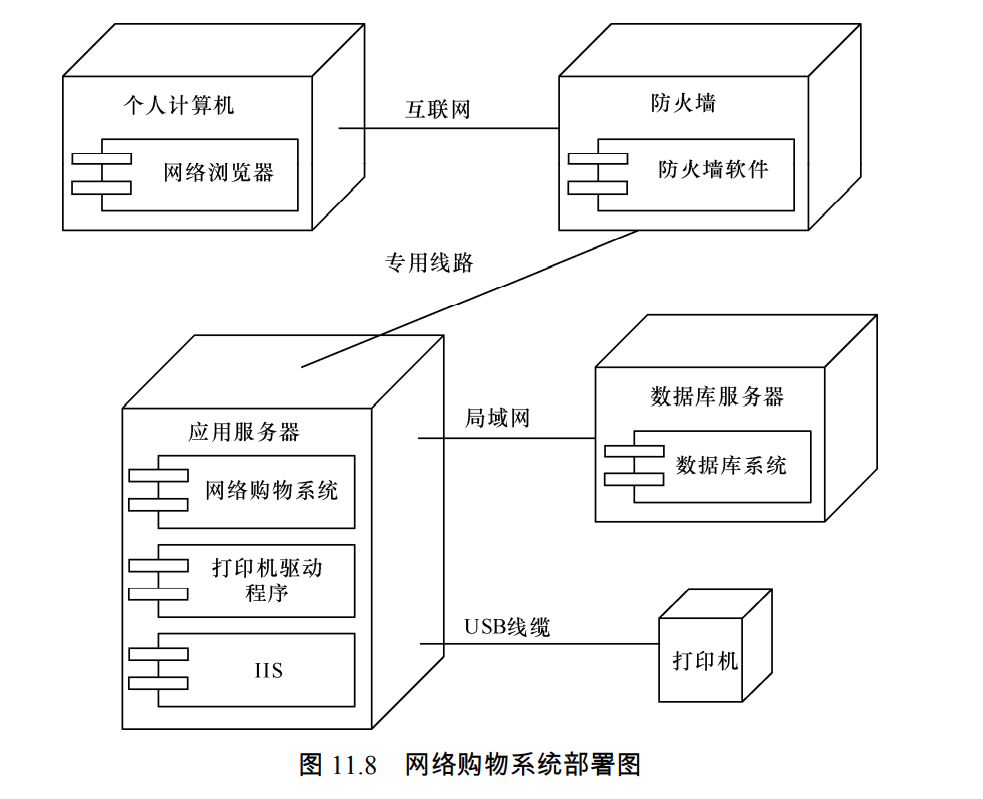 个人计算机
互联网
防火墙
网络浏览器
防火墙软件
专用线路
应用服务器
局域网
数据库服务器
网络购物系统
数据库系统
打印机驱动
程序
USB线缆
打印机
IIS
图 11.8 网络购物系统部署图